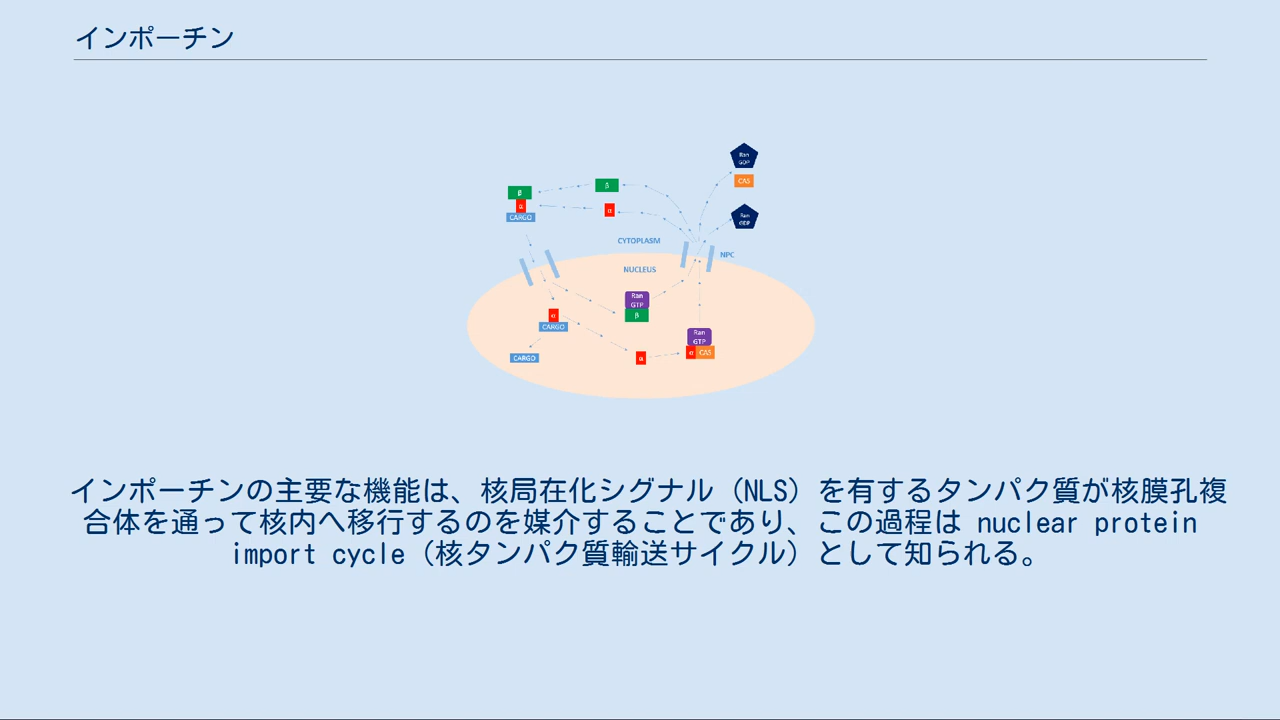 インポーチン
Ran
GDP
CAS
β
β
α
α
CARGO
Ran
GDP
CYTOPLASM
NPC
NUCLEUS
Ran
GTP
β
α
CARGO
Ran
GTP
α
CAS
CARGO
α
インポーチンの主要な機能は、核局在化シグナル（NLS）を有するタンパク質が核膜孔複
合体を通って核内へ移行するのを媒介することであり、この過程は nuclear protein
import cycle（核タンパク質輸送サイクル）として知られる。